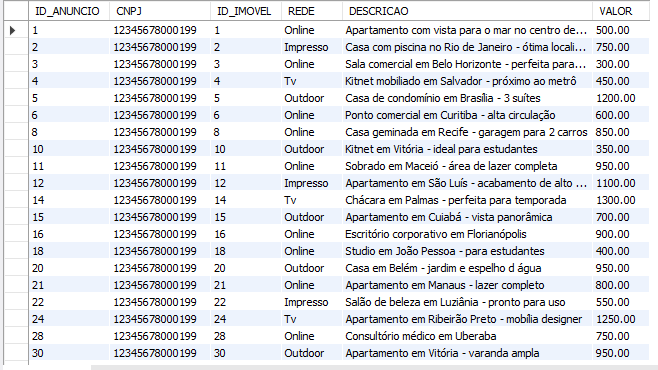 ID_ANUNCIO CNPJ ID_IMOVEL REDE DESCRICAO VALOR
1 12345678000199 1 Online Apartamento com vista para o mar no centro de... 500.00
2 12345678000199 2 Impresso Casa com piscina no Rio de Janeiro - ótima locali... 750.00
3 12345678000199 3 Online Sala comercial em Belo Horizonte - perfeita para... 300.00
4 12345678000199 4 Tv Kitnet mobiliado em Salvador - próximo ao metrô 450.00
5 12345678000199 5 Outdoor Casa de condomínio em Brasília - 3 suítes 1200.00
6 12345678000199 6 Online Ponto comercial em Curitiba - alta circulação 600.00
8 12345678000199 8 Online Casa geminada em Recife - garagem para 2 carros 850.00
10 12345678000199 10 Outdoor Kitnet em Vitória - ideal para estudantes 350.00
11 12345678000199 11 Online Sobrado em Maceió - área de lazer completa 950.00
12 12345678000199 12 Impresso Apartamento em São Luís - acabamento de alto ... 1100.00
14 12345678000199 14 Tv Chácara em Palmas - perfeita para temporada 1300.00
15 12345678000199 15 Outdoor Apartamento em Cuiabá - vista panorâmica 700.00
16 12345678000199 16 Online Escritório corporativo em Florianópolis 900.00
18 12345678000199 18 Online Studio em João Pessoa - para estudantes 400.00
20 12345678000199 20 Outdoor Casa em Belém - jardim e espelho d água 950.00
21 12345678000199 21 Online Apartamento em Manaus - lazer completo 800.00
22 12345678000199 22 Impresso Salão de beleza em Luziânia - pronto para uso 550.00
24 12345678000199 24 Tv Apartamento em Ribeirão Preto - mobília designer 1250.00
28 12345678000199 28 Online Consultório médico em Uberaba 750.00
30 12345678000199 30 Outdoor Apartamento em Vitória - varanda ampla 950.00